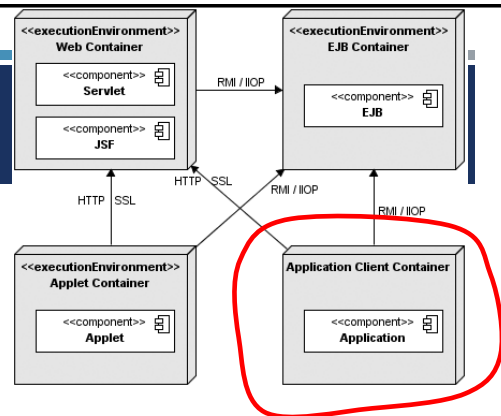 <<executionEnvironment>>
Web Container
<<component>>
Servlet
<<component>>
JSF
RMI / IIOP
<<executionEnvironment>>
EJB Container
<<component>>
EJB
HTTP SSL
HTTP SSL
RMI / IIOP
RMI / IIOP
<<executionEnvironment>>
Applet Container
<<component>>
Applet
Application Client Container
<<component>>
Application